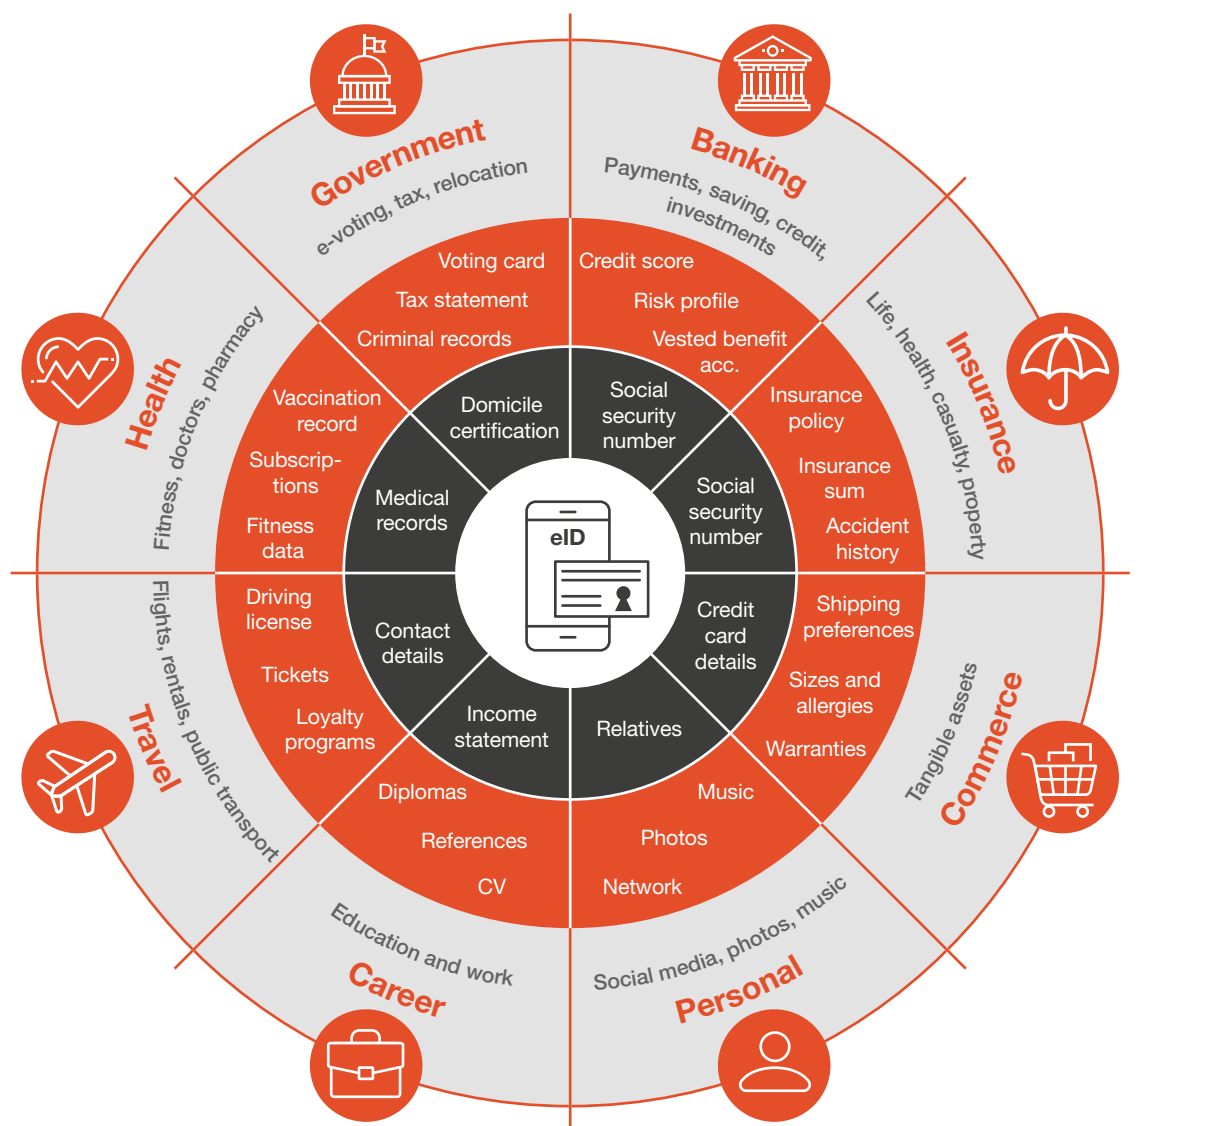 Government
e-voting, tax, relocation
Voting card
Tax statement
Criminal records
Domicile
certification
Banking
Payments, saving, credit,
investments
Credit score
Risk profile
Vested benefit
acc.
Social
security
number
Insurance
Life, health, casualty, property
Insurance
policy
Insurance
sum
Accident
history
Social
security
number
Commerce
Tangible assets
Shipping
preferences
Sizes and
allergies
Warranties
Credit
card
details
Personal
Social media, photos, music
Music
Photos
Network
Relatives
Career
Education and work
Diplomas
References
CV
Income
statement
Travel
Flights, rentals, public transport
Driving
license
Tickets
Loyalty
programs
Contact
details
Health
Fitness, doctors, pharmacy
Vaccination
record
Subscrip-
tions
Fitness
data
Medical
records
eID